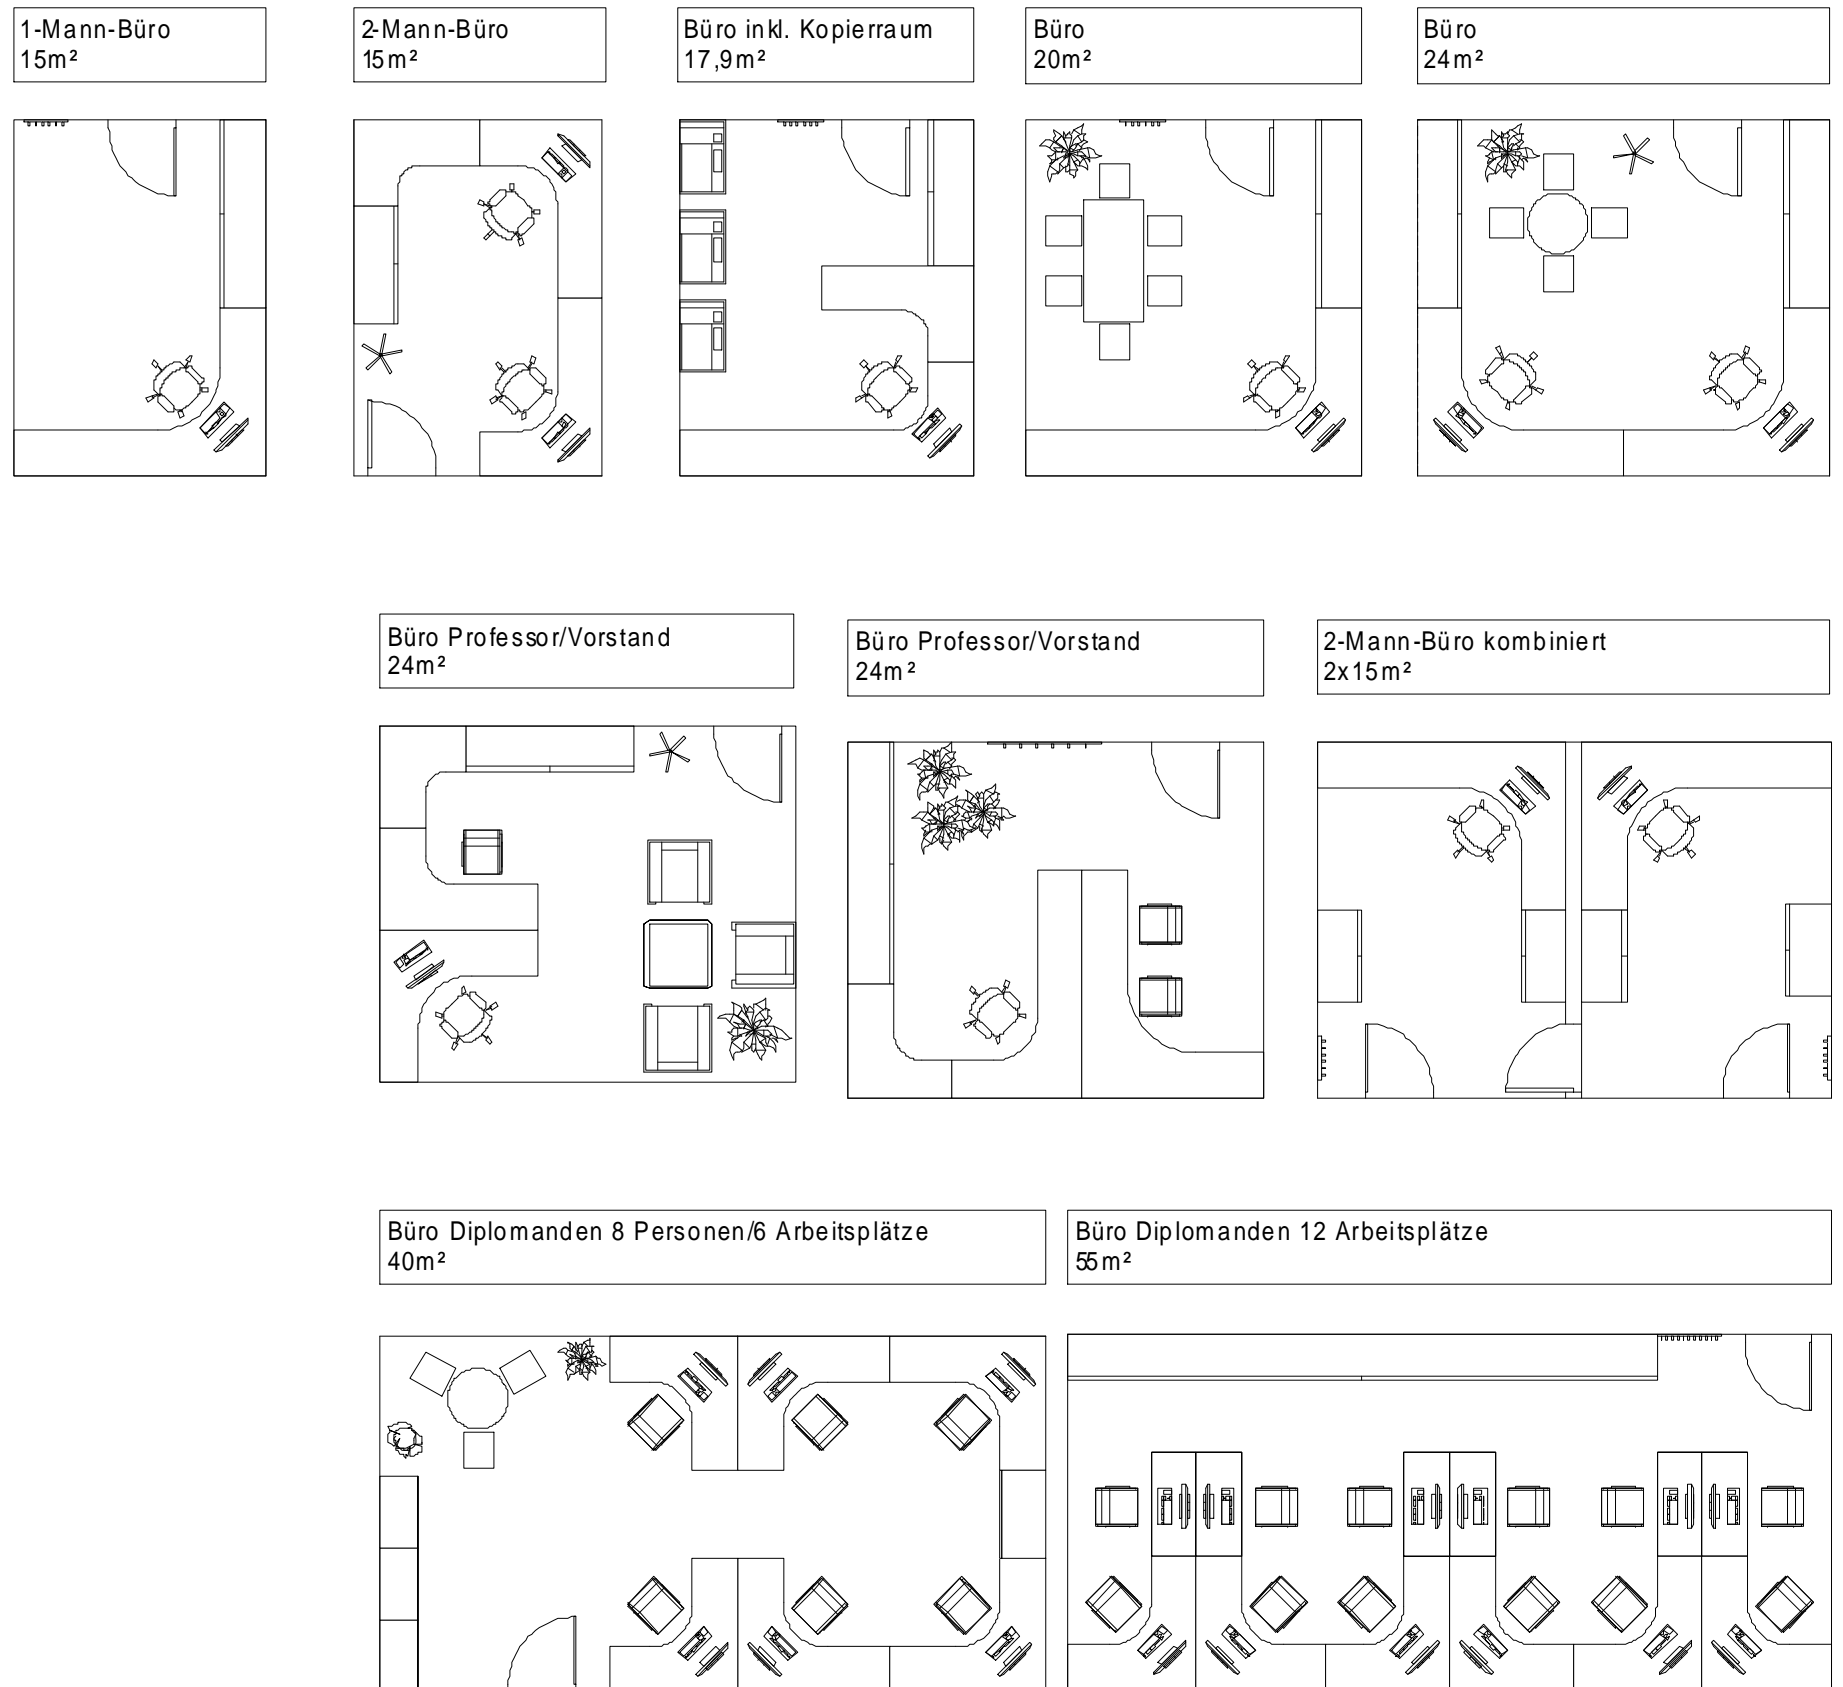 1-Mann-Büro
15m²
2-Mann-Büro
15m²
Büro inkl. Kopierraum
17,9m²
Büro
20m²
Büro
24m²
Büro Professor/Vorstand
24m²
Büro Professor/Vorstand
24m²
2-Mann-Büro kombiniert
2x15m²
Büro Diplomanden 8 Personen/6 Arbeitsplätze
40m²
Büro Diplomanden 12 Arbeitsplätze
55m²